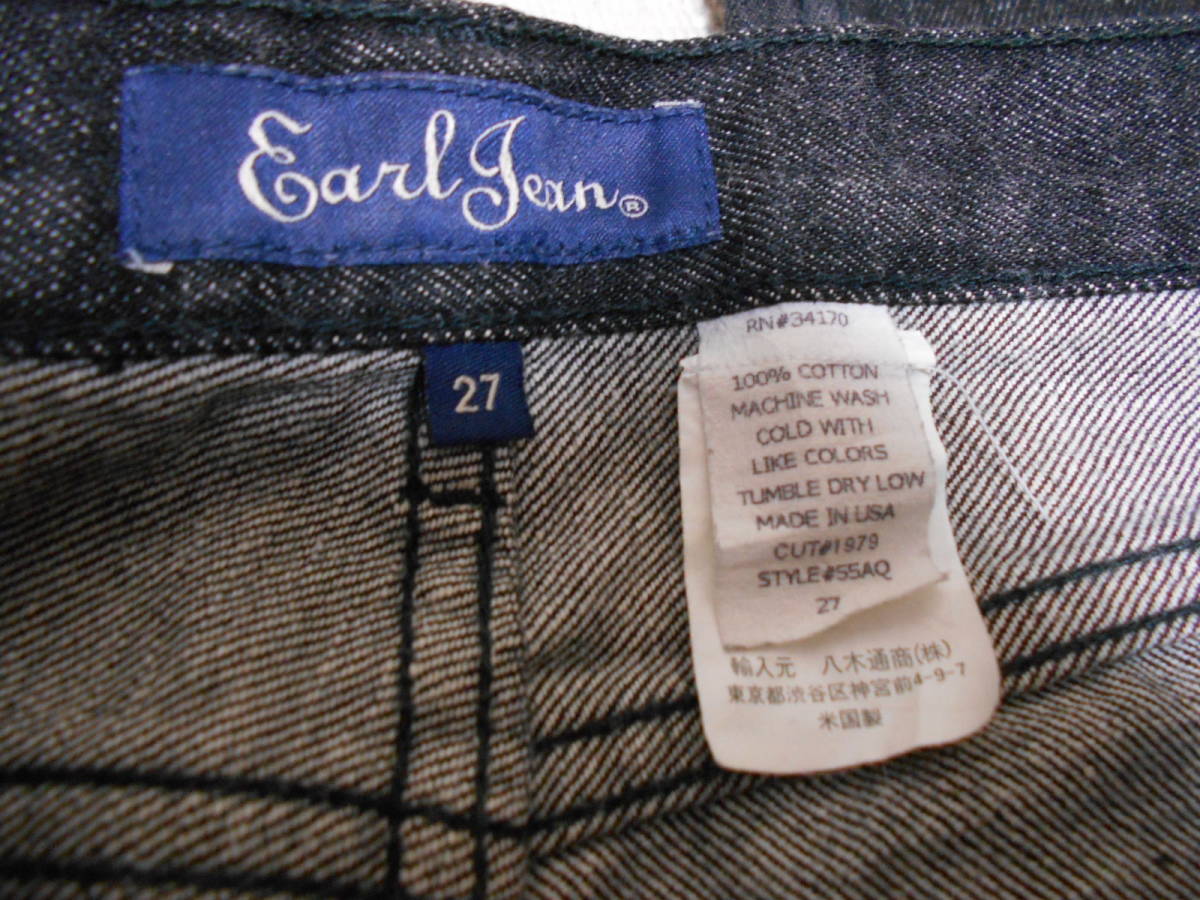 Earl Jean®
27
RN#34170
100% COTTON
MACHINE WASH
COLD WITH
LIKE COLORS
TUMBLE DRY LOW
MADE IN USA
CUT#1979
STYLE#55AQ
27
輸入元 八木通商(株)
東京都渋谷区神宮前4-9-7
米国製